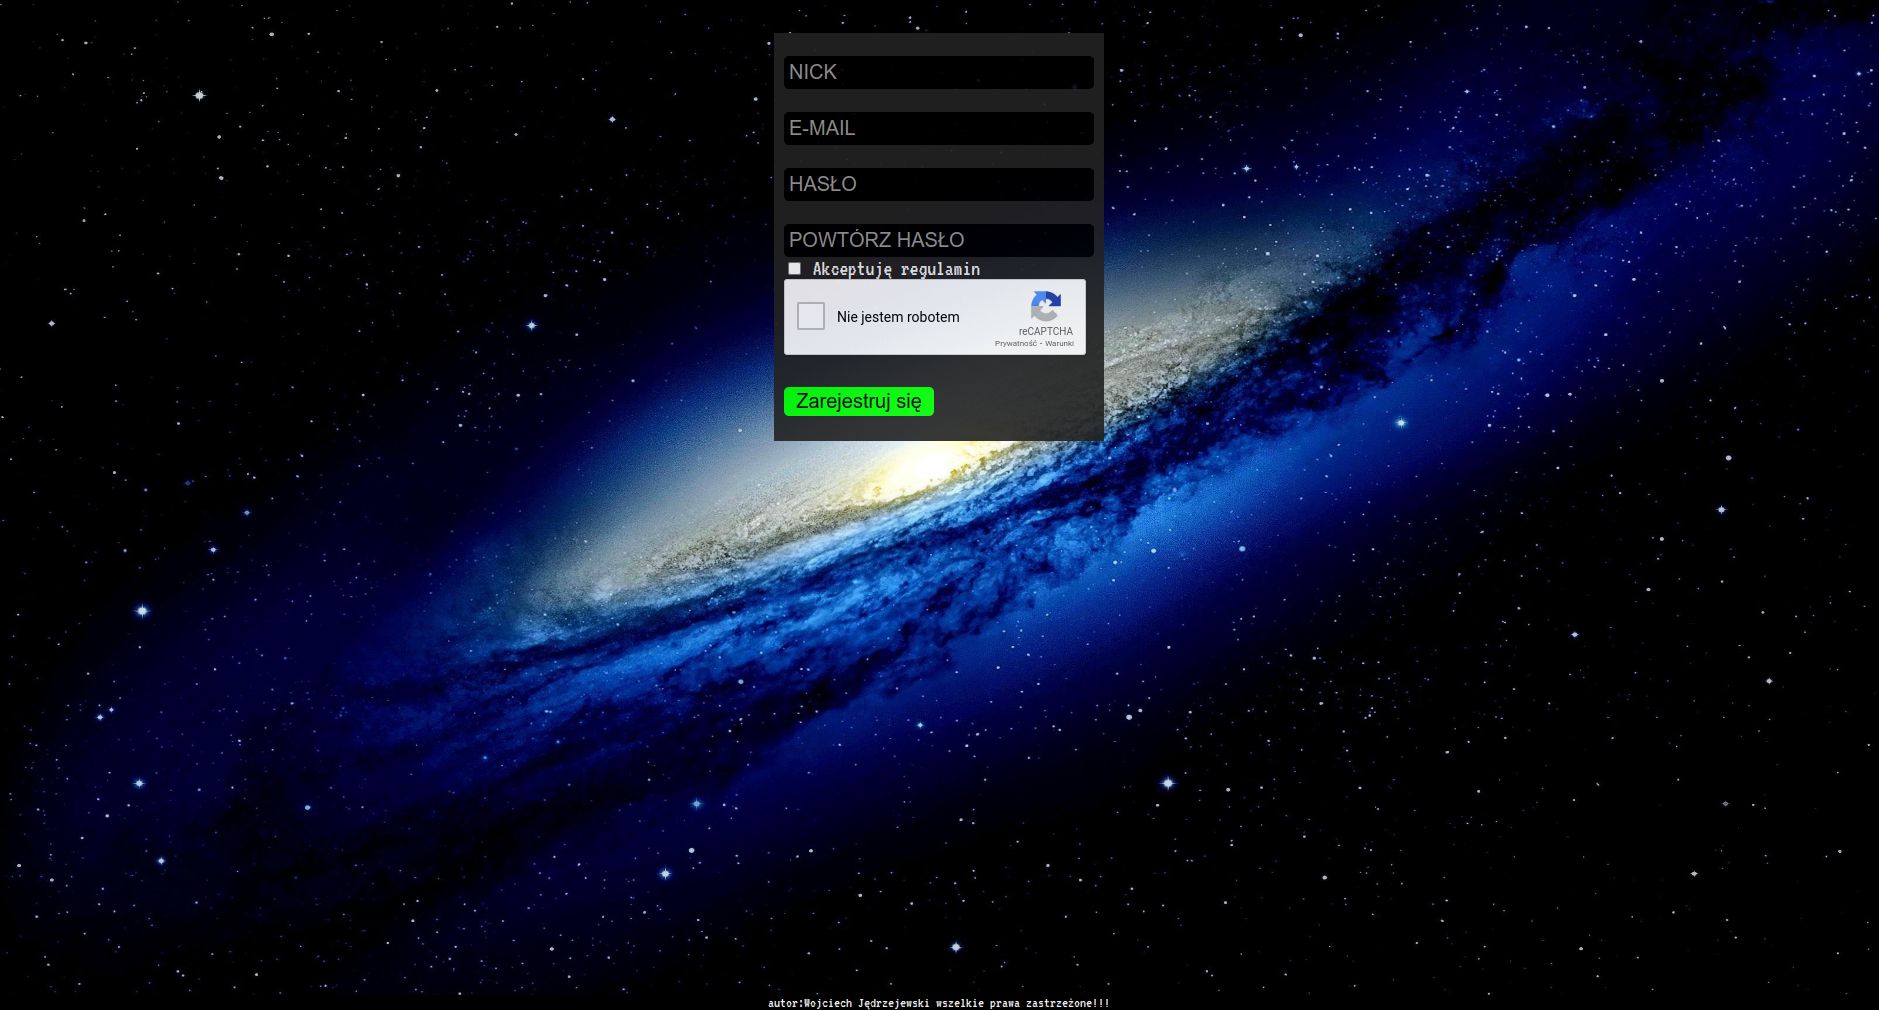 NICK
E-MAIL
HASŁO
POWTÓRZ HASŁO
Akceptuję regulamin
Nie jestem robotem
reCAPTCHA
Prywatność - Warunki
Zarejestruj się
autor:Wojciech Jędrzejewski wszelkie prawa zastrzeżone!!!